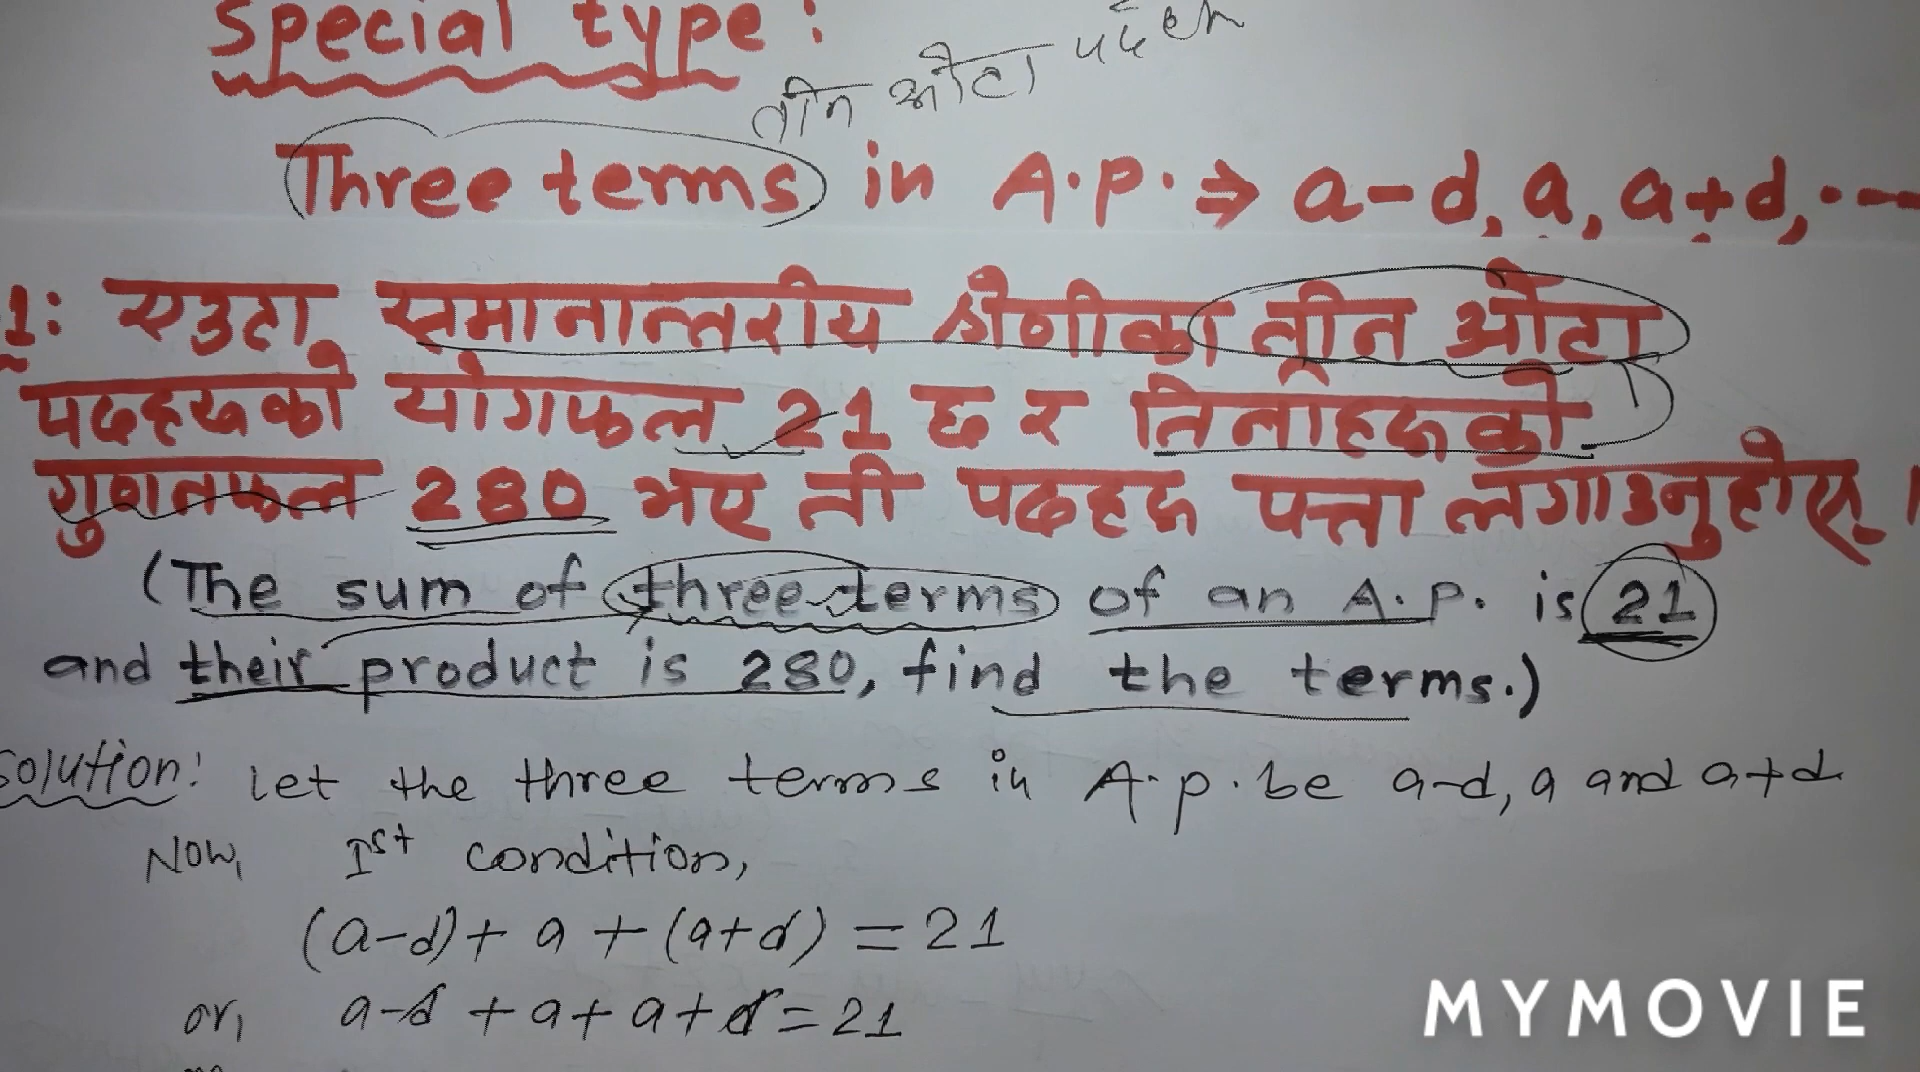 Special type:
तीन औटा पदहरू
Three terms in A.P. ⇒ a-d, a, a+d, ...
1: एउटा समानान्तरीय श्रेणीका तीन ओटा
पदहरूको योगफल 21 छ र तिनीहरूको
गुणनफल 280 भए ती पदहरू पत्ता लगाउनुहोस् ।
(The sum of three terms of an A.P. is 21
and their product is 280, find the terms.)
Solution: Let the three terms in A.P. be a-d, a and a+d
Now, Ist condition,
(a-d)+ a + (a+d) = 21
or, a-d + a + a + d = 21
MYMOVIE